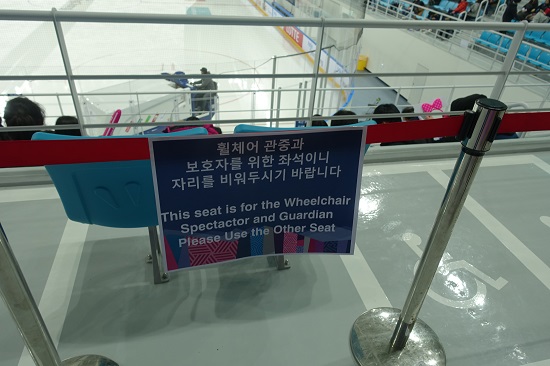 휠체어 관중과
보호자를 위한 좌석이니
자리를 비워두시기 바랍니다
This seat is for the Wheelchair
Spectactor and Guardian
Please Use the Other Seat